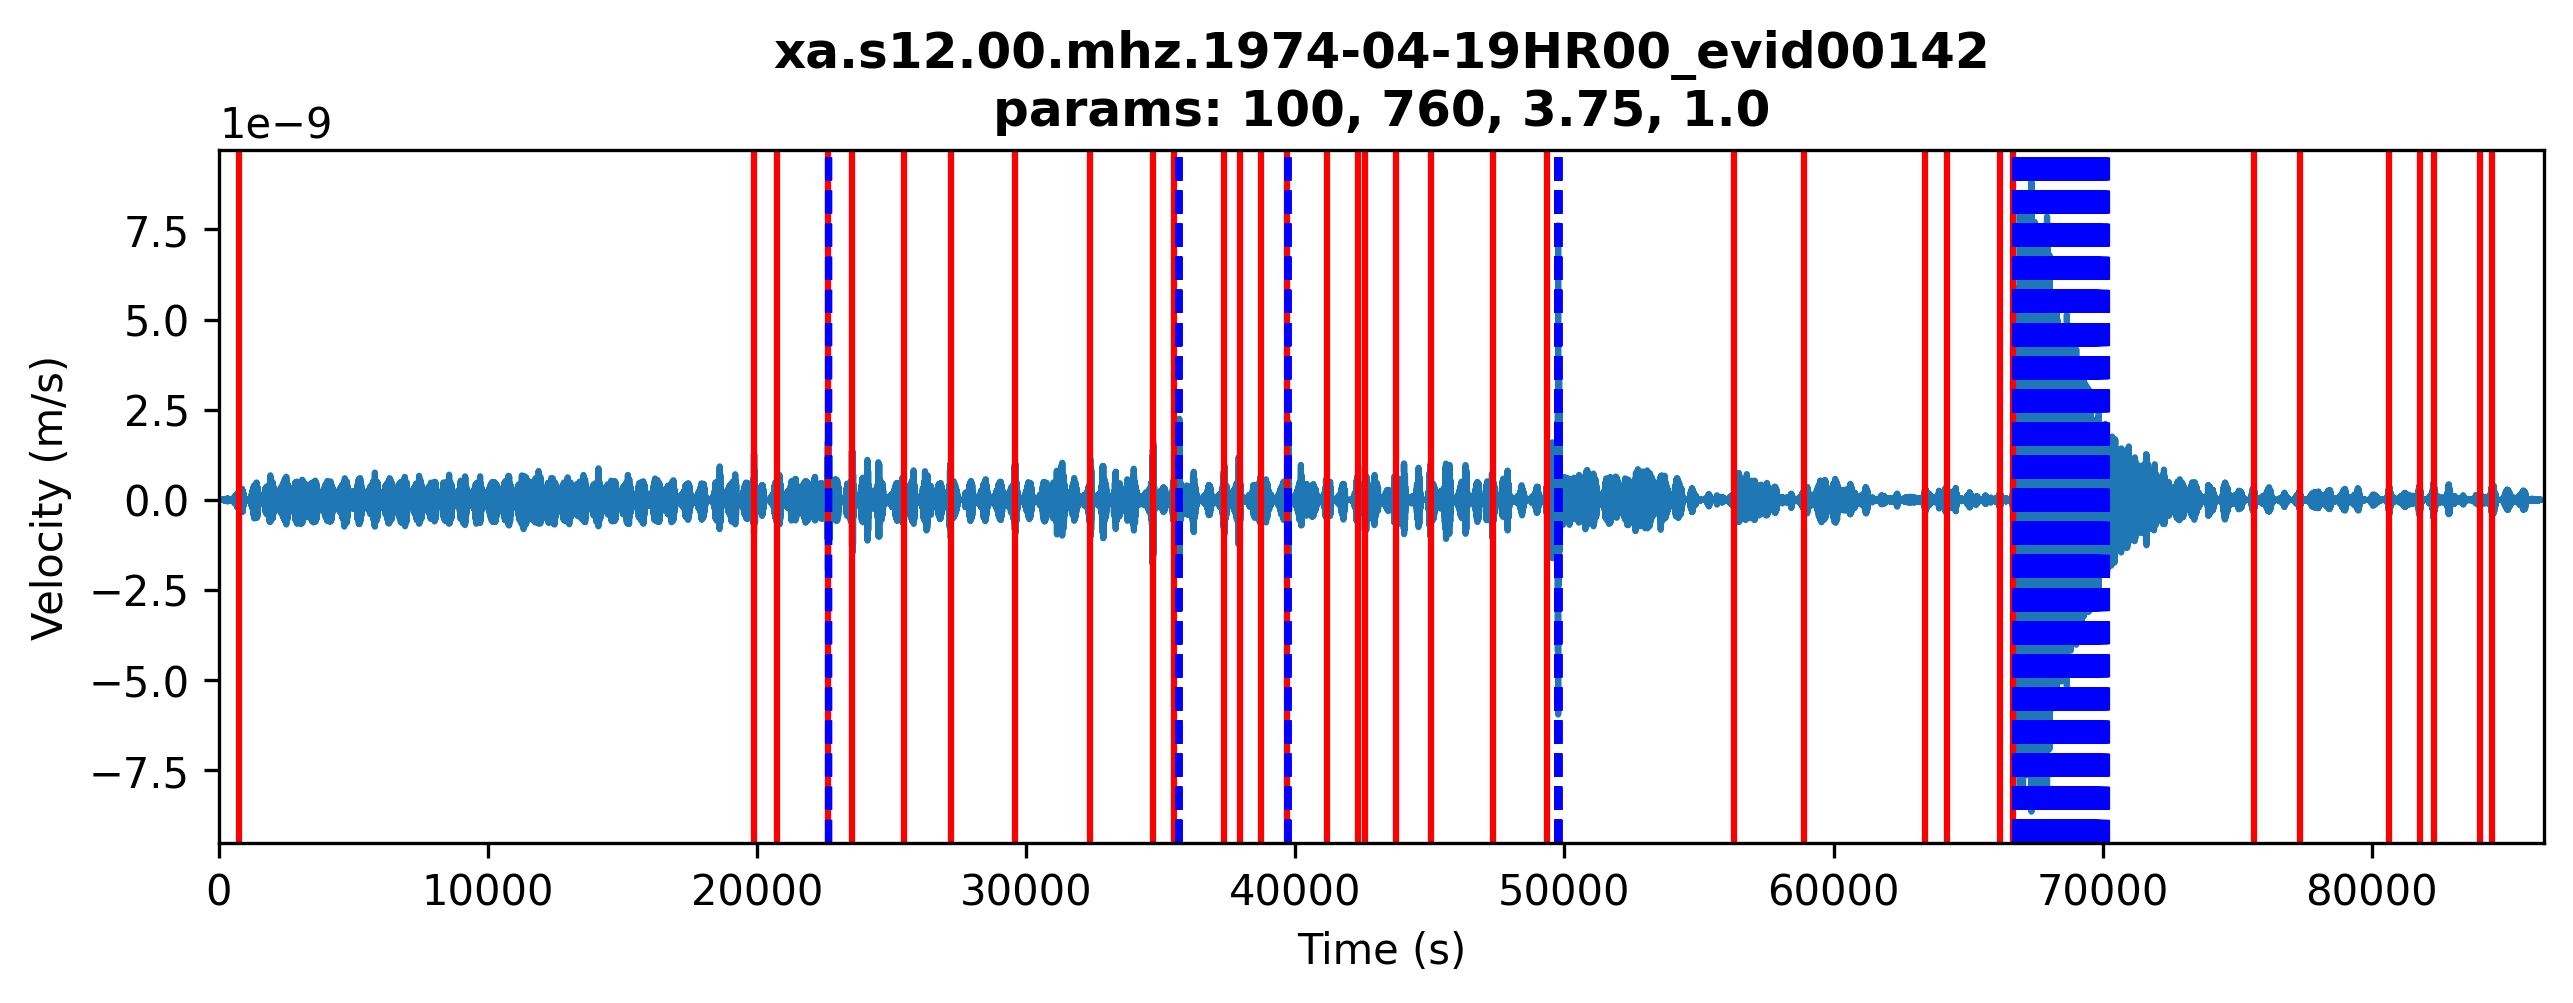 xa.s12.00.mhz.1974-04-19HR00_evid00142
params: 100, 760, 3.75, 1.0
1e−9
7.5
5.0
2.5
0.0
−2.5
−5.0
−7.5
Velocity (m/s)
0 10000 20000 30000 40000 50000 60000 70000 80000
Time (s)